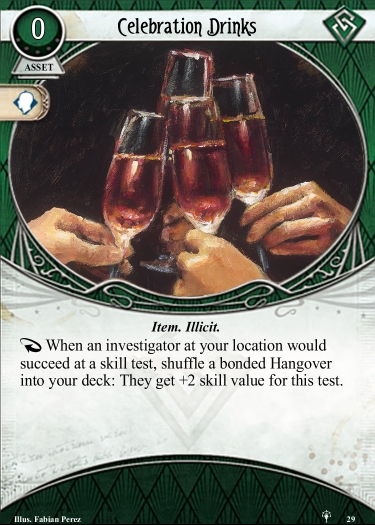 0
Celebration Drinks
ASSET
Item. Illicit.
When an investigator at your location would
succeed at a skill test, shuffle a bonded Hangover
into your deck: They get +2 skill value for this test.
Illus. Fabian Perez
29